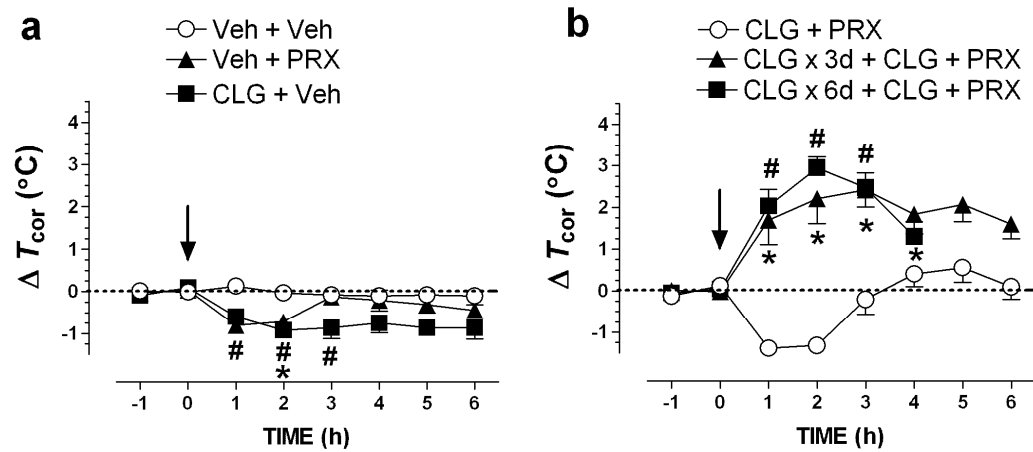 a
Veh + Veh
Veh + PRX
CLG + Veh
Δ Tcor (°C)
4
3
2
1
0
-1
# # #
*
-1 0 1 2 3 4 5 6
TIME (h)
b
CLG + PRX
CLG x 3d + CLG + PRX
CLG x 6d + CLG + PRX
Δ Tcor (°C)
4
3
2
1
0
-1
# # #
* * * *
-1 0 1 2 3 4 5 6
TIME (h)